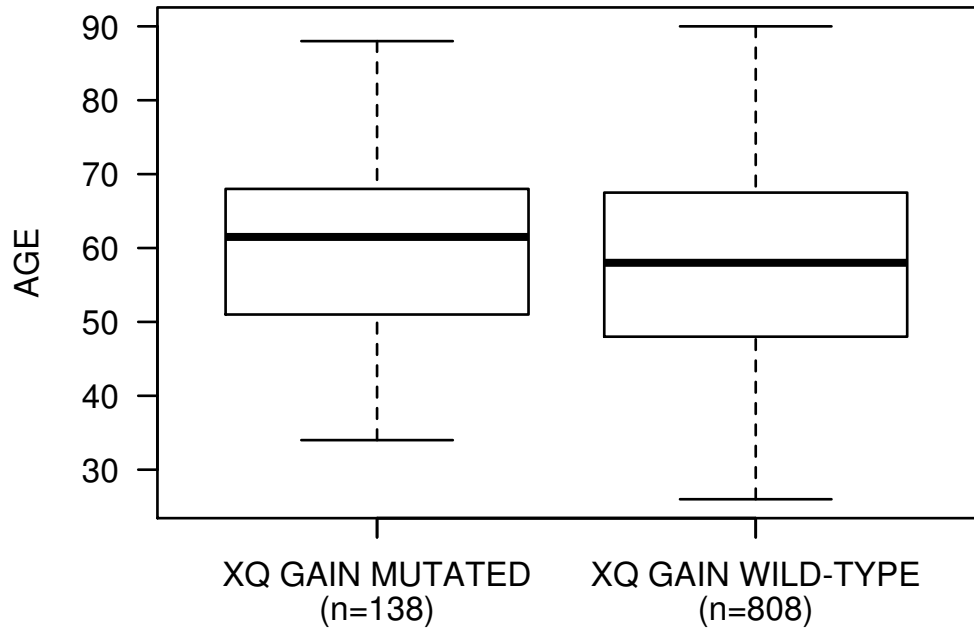 AGE
90
80
70
60
50
40
30
XQ GAIN MUTATED
(n=138)
XQ GAIN WILD-TYPE
(n=808)